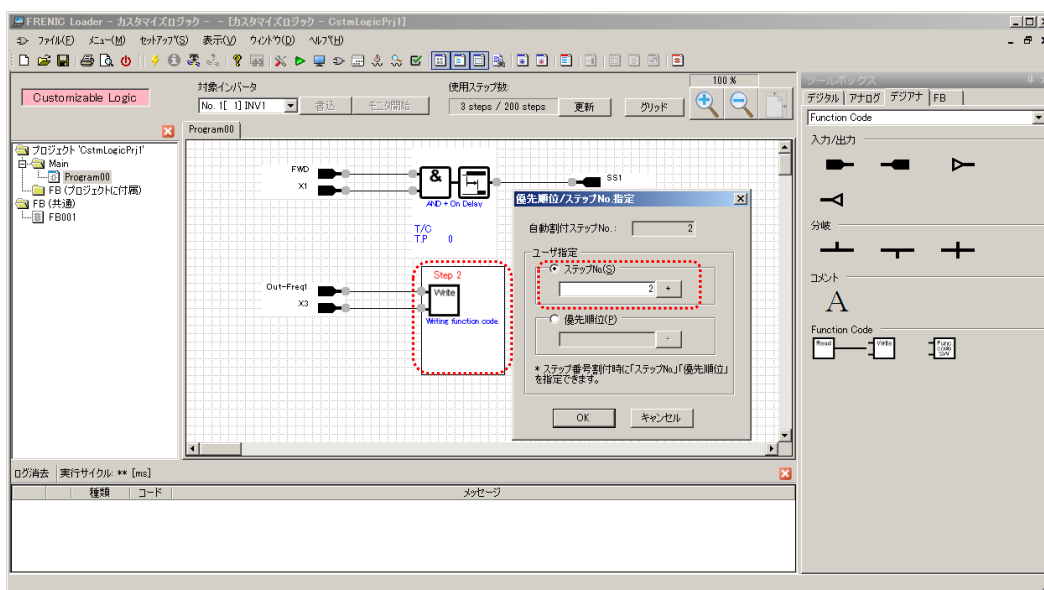 FRENIC Loader - カスタマイズロジック - - [カスタマイズロジック - CstmLogicPrj1]
ファイル(F) メニュー(M) セットアップ(S) 表示(V) ウィンドウ(D) ヘルプ(H)
Customizable Logic
対象インバータ
使用ステップ数:
100 %
No. 1[ 1] INV1
書込
モニタ開始
3 steps / 200 steps
更新
グリッド
プロジェクト 'CstmLogicPrj1'
Main
Program00
FB (プロジェクトに付属)
FB (共通)
FB001
Program00
FWD
X1
&
AND + On Delay
SS1
T/C
T.P 0
Step 2
Out-Freq1
X3
Write
Writing function code
優先順位/ステップNo.指定
自動割付ステップNo.: 2
ユーザ指定
ステップNo(S)
2 +
優先順位(P)
+
* ステップ番号割付時に「ステップNo.」「優先順位」
を指定できます。
OK
キャンセル
ツールボックス
デジタル アナログ デジアナ FB
Function Code
入力/出力
分岐
コメント
A
Function Code
Read
Write
Func code SW
ログ消去 実行サイクル: ** [ms]
種類 コード メッセージ